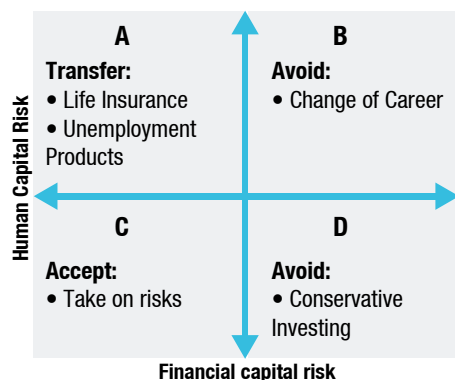 A
Transfer:
• Life Insurance
• Unemployment
Products
B
Avoid:
• Change of Career
C
Accept:
• Take on risks
D
Avoid:
• Conservative
Investing
Human Capital Risk
Financial capital risk